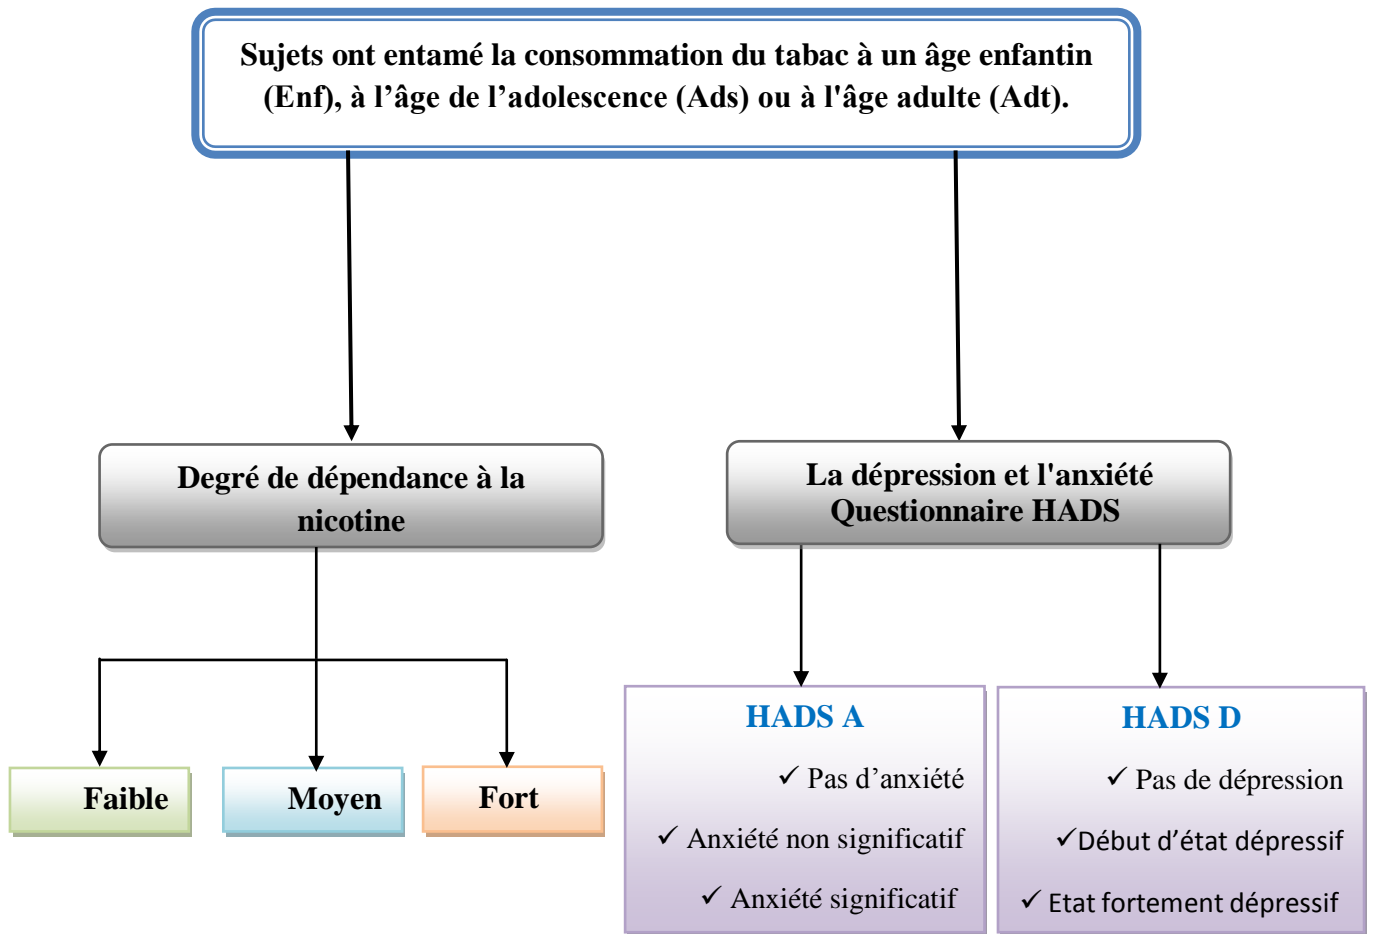 Sujets ont entamé la consommation du tabac à un âge enfantin
(Enf), à l’âge de l’adolescence (Ads) ou à l'âge adulte (Adt).
Degré de dépendance à la
nicotine
La dépression et l'anxiété
Questionnaire HADS
Faible
Moyen
Fort
HADS A
✓ Pas d’anxiété
✓ Anxiété non significatif
✓ Anxiété significatif
HADS D
✓ Pas de dépression
✓Début d’état dépressif
✓ Etat fortement dépressif